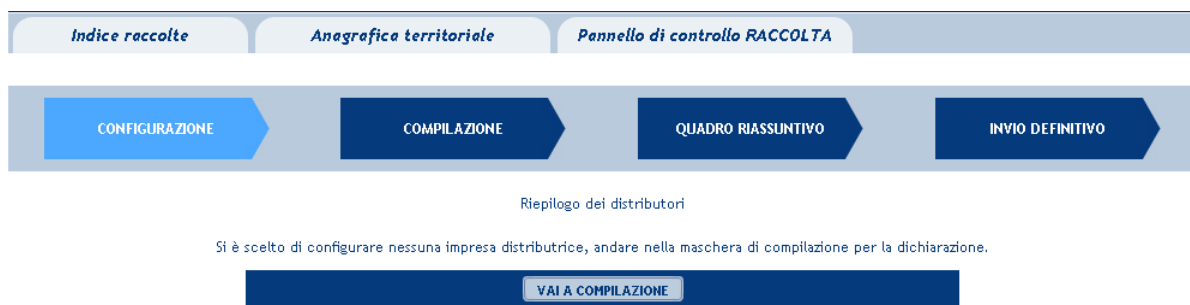 Indice raccolte Anagrafica territoriale Pannello di controllo RACCOLTA
CONFIGURAZIONE COMPILAZIONE QUADRO RIASSUNTIVO INVIO DEFINITIVO
Riepilogo dei distributori
Si è scelto di configurare nessuna impresa distributrice, andare nella maschera di compilazione per la dichiarazione.
VAI A COMPILAZIONE